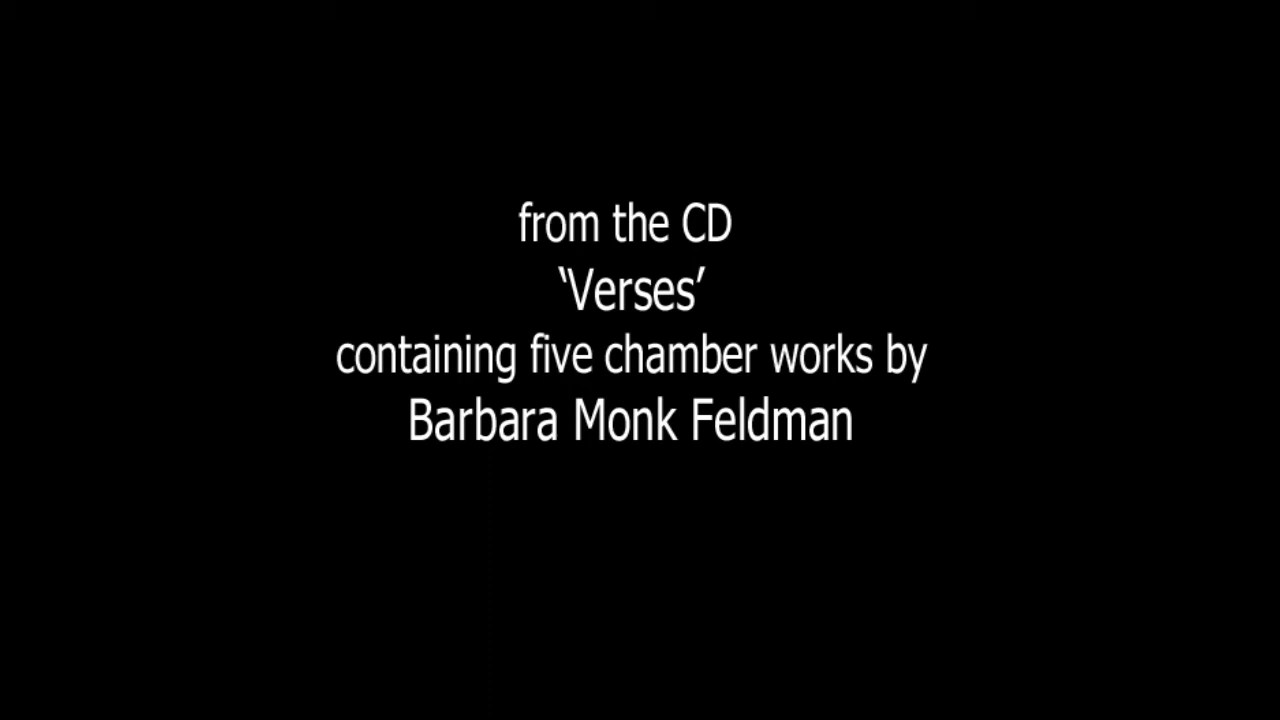 from the CD
‘Verses’
containing five chamber works by
Barbara Monk Feldman